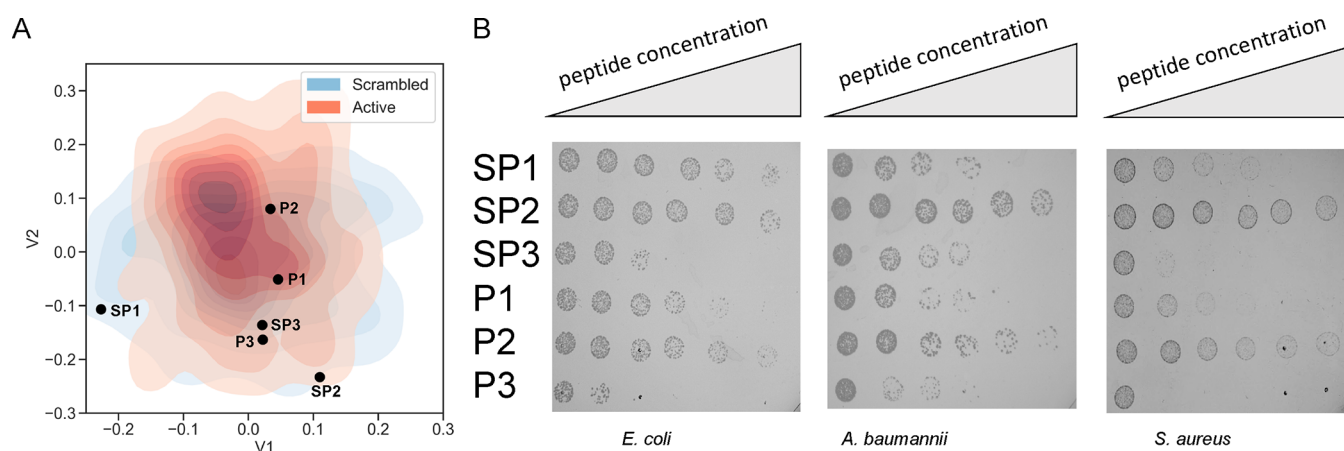 A
B
Scrambled
Active
0.3
0.2
0.1
0.0
−0.1
−0.2
−0.3
V2
P2
P1
SP1
SP3
P3
SP2
−0.2
−0.1
0.0
0.1
0.2
0.3
V1
peptide concentration
peptide concentration
peptide concentration
SP1
SP2
SP3
P1
P2
P3
E. coli
A. baumannii
S. aureus